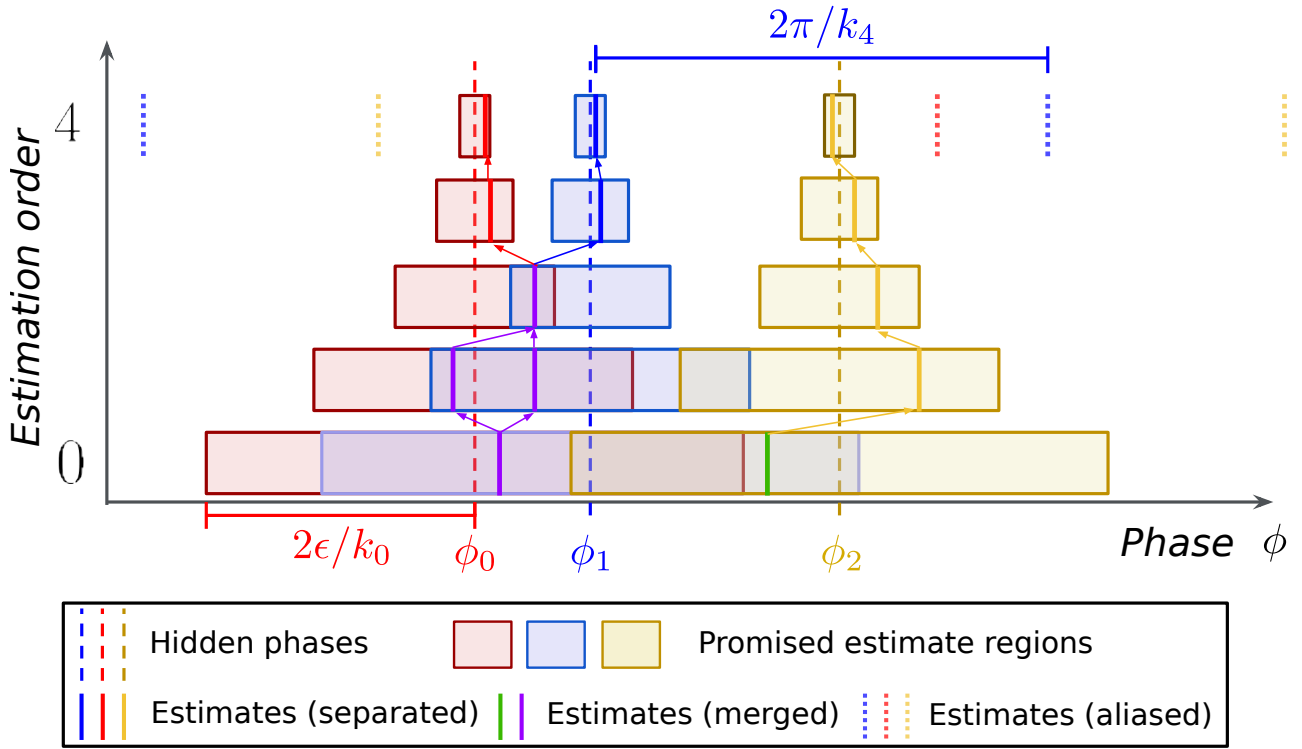 2π/k₄
4
Estimation order
0
2ϵ/k₀
ϕ₀
ϕ₁
ϕ₂
Phase ϕ
Hidden phases
Promised estimate regions
Estimates (separated)
Estimates (merged)
Estimates (aliased)